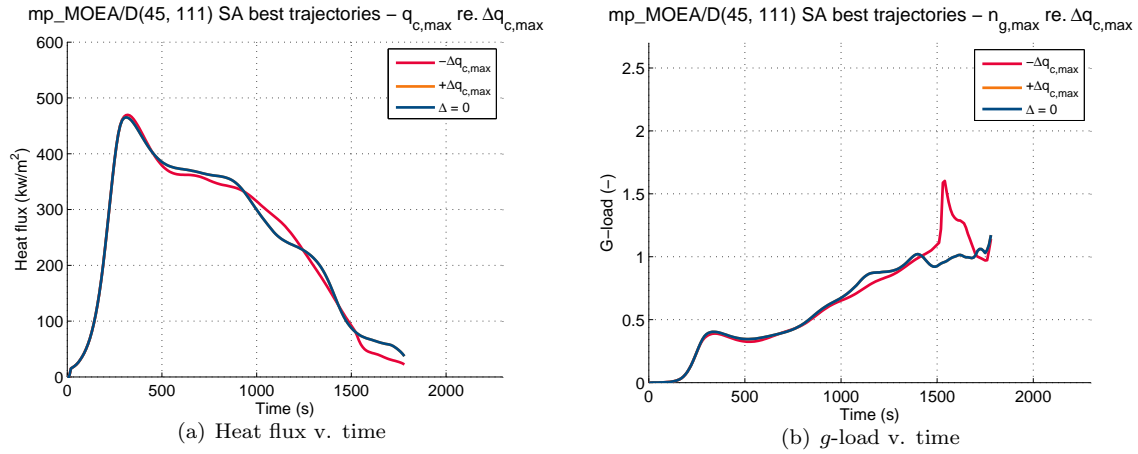 mp_MOEA/D(45, 111) SA best trajectories − q_c,max re. Δq_c,max
600
500
400
300
200
100
0
0
500
1000
1500
2000
Heat flux (kw/m²)
Time (s)
−Δq_c,max
+Δq_c,max
Δ = 0
(a) Heat flux v. time
mp_MOEA/D(45, 111) SA best trajectories − n_g,max re. Δq_c,max
2.5
2
1.5
1
0.5
0
0
500
1000
1500
2000
G−load (−)
Time (s)
−Δq_c,max
+Δq_c,max
Δ = 0
(b) g-load v. time